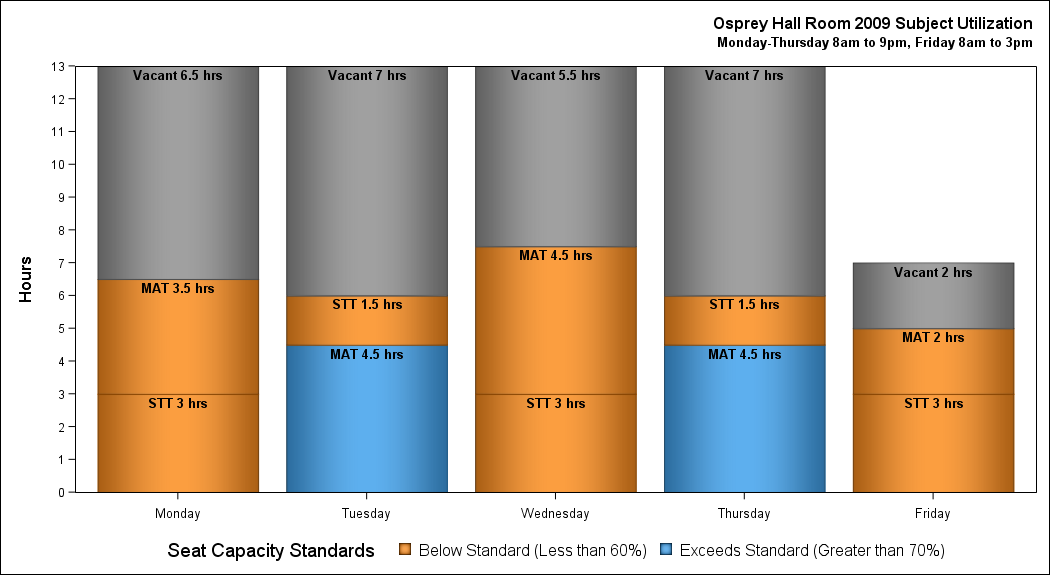 Osprey Hall Room 2009 Subject Utilization
Monday-Thursday 8am to 9pm, Friday 8am to 3pm
Hours
13
12
11
10
9
8
7
6
5
4
3
2
1
0
Vacant 6.5 hrs
MAT 3.5 hrs
STT 3 hrs
Vacant 7 hrs
STT 1.5 hrs
MAT 4.5 hrs
Vacant 5.5 hrs
MAT 4.5 hrs
STT 3 hrs
Vacant 7 hrs
STT 1.5 hrs
MAT 4.5 hrs
Vacant 2 hrs
MAT 2 hrs
STT 3 hrs
Monday Tuesday Wednesday Thursday Friday
Seat Capacity Standards Below Standard (Less than 60%) Exceeds Standard (Greater than 70%)